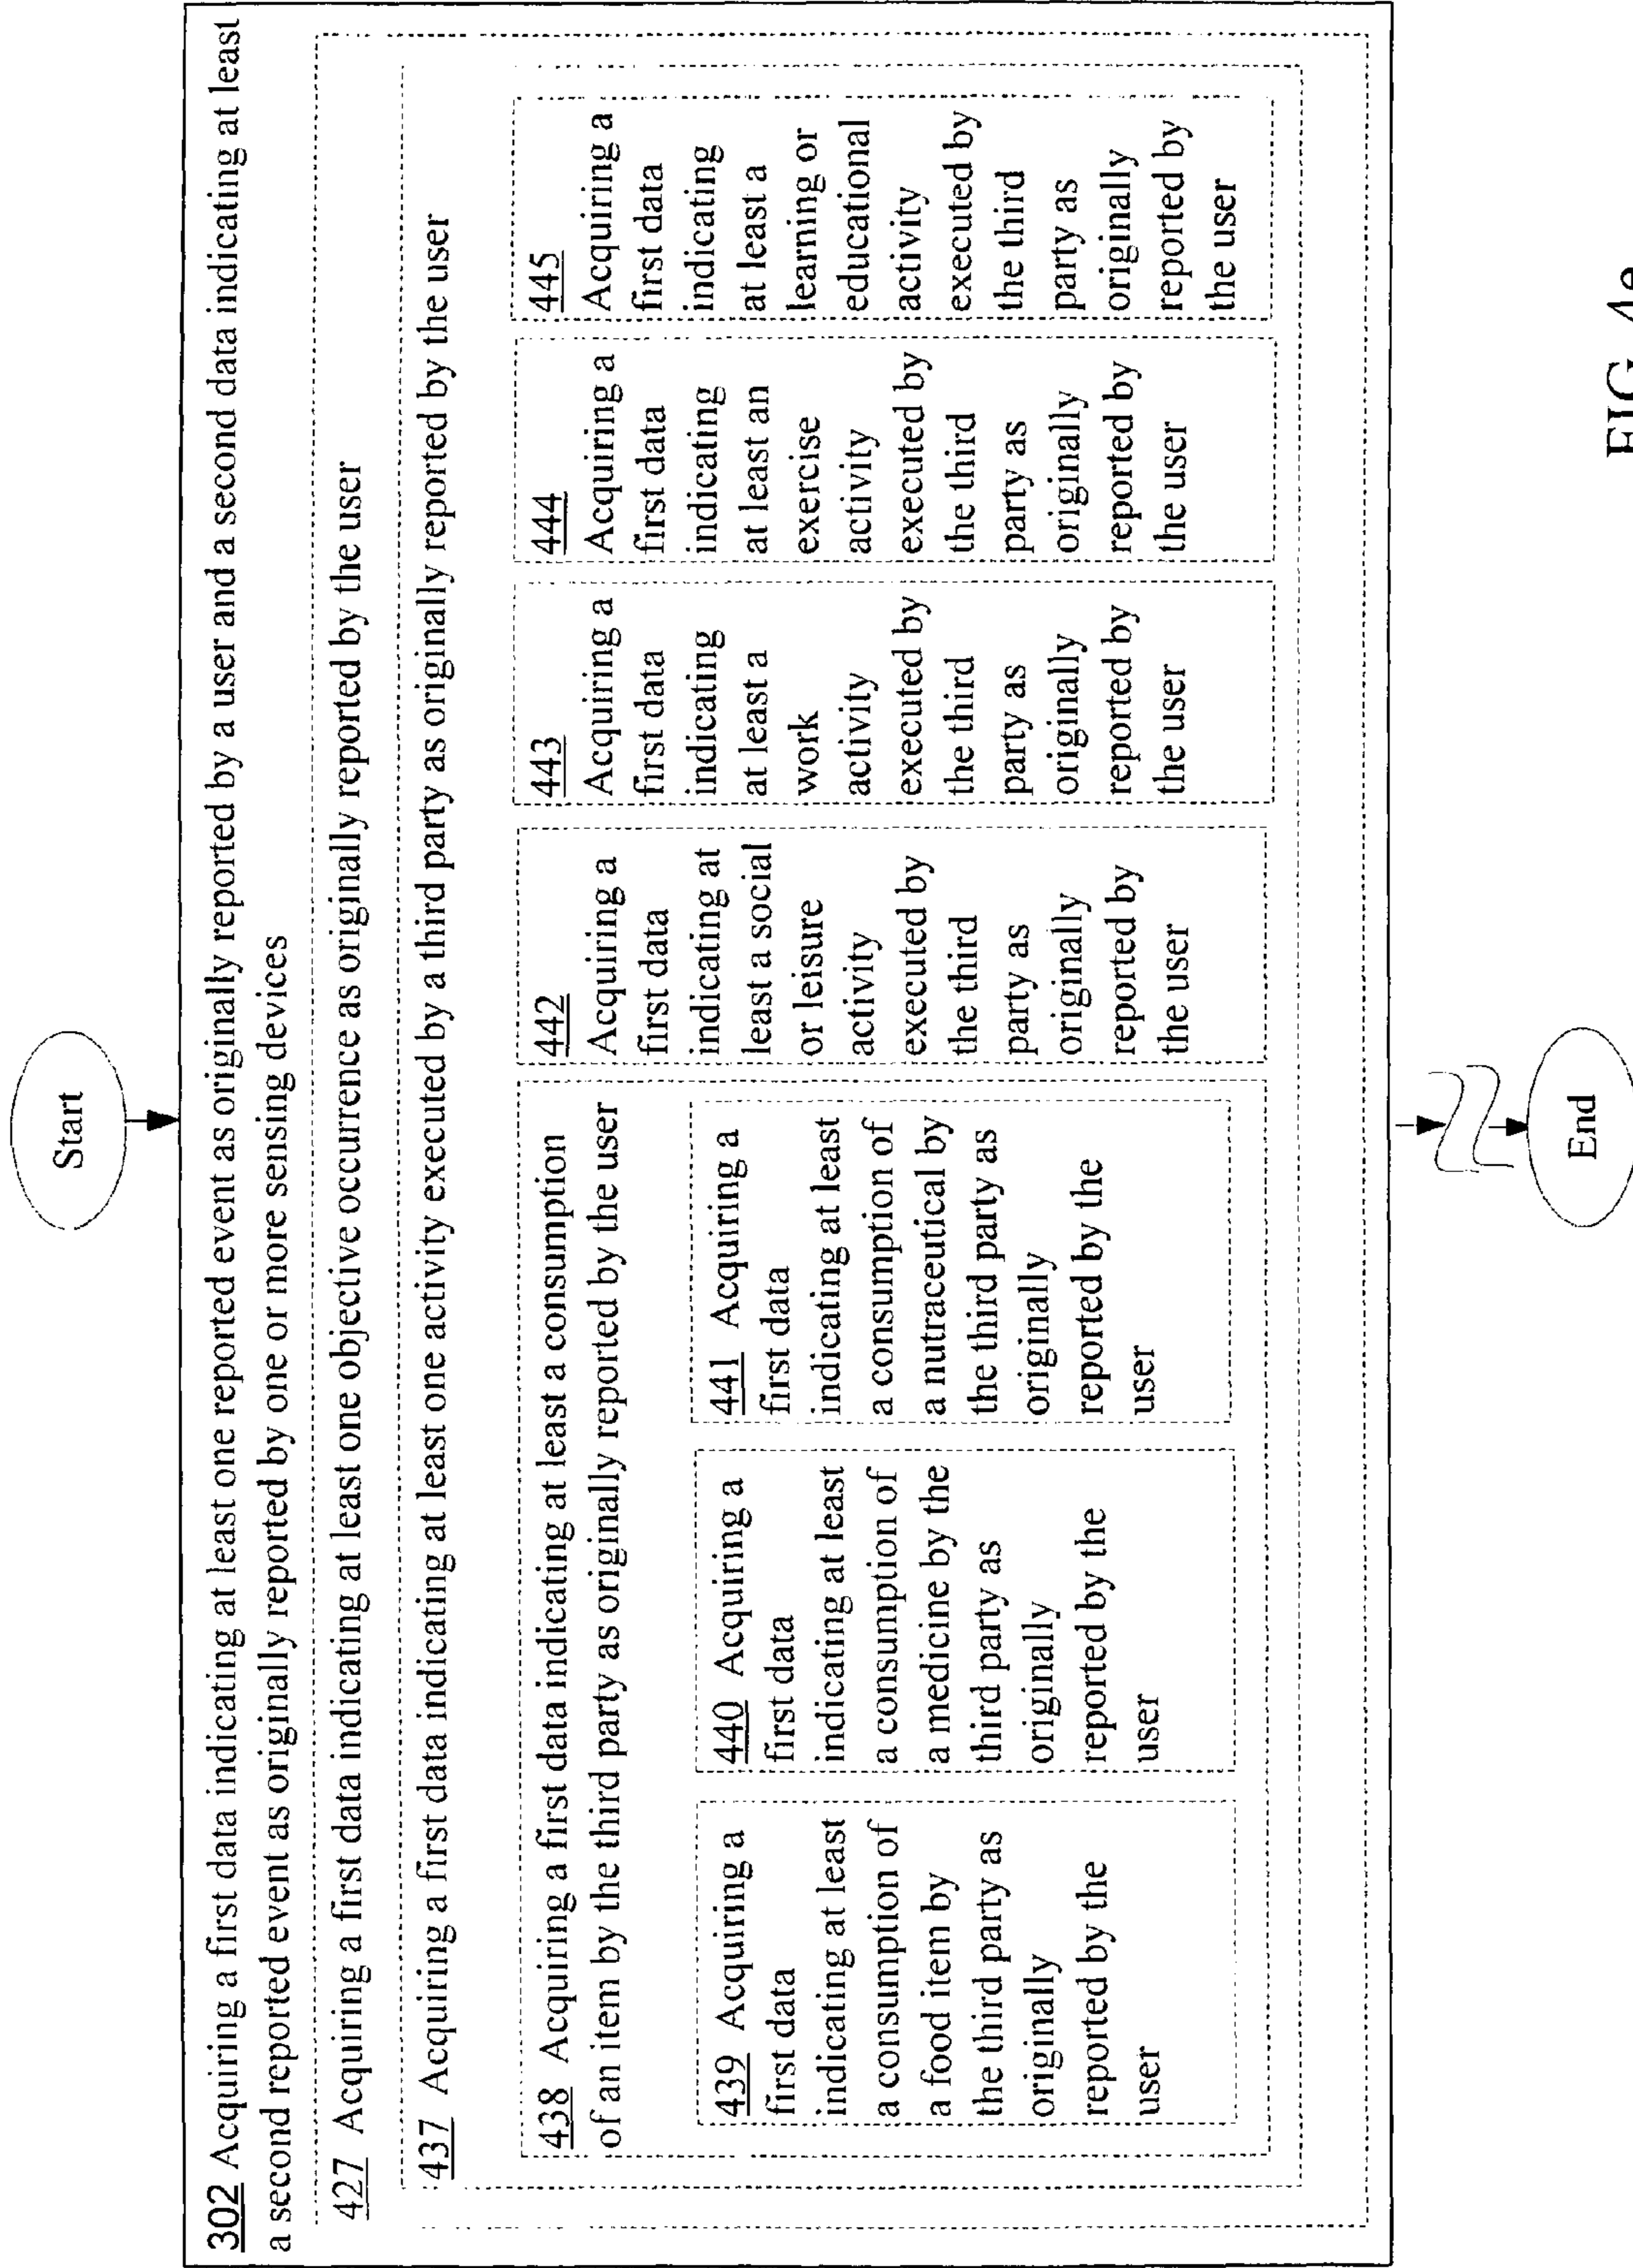 Start
302 Acquiring a first data indicating at least one reported event as originally reported by a user and a second data indicating at least
a second reported event as originally reported by one or more sensing devices
427 Acquiring a first data indicating at least one objective occurrence as originally reported by the user
437 Acquiring a first data indicating at least one activity executed by a third party as originally reported by the user
438 Acquiring a first data indicating at least a consumption
of an item by the third party as originally reported by the user
439 Acquiring a
first data
indicating at least
a consumption of
a food item by
the third party as
originally
reported by the
user
440 Acquiring a
first data
indicating at least
a consumption of
a medicine by the
third party as
originally
reported by the
user
441 Acquiring a
first data
indicating at least
a consumption of
a nutraceutical by
the third party as
originally
reported by the
user
442
Acquiring a
first data
indicating at
least a social
or leisure
activity
executed by
the third
party as
originally
reported by
the user
443
Acquiring a
first data
indicating
at least a
work
activity
executed by
the third
party as
originally
reported by
the user
444
Acquiring a
first data
indicating
at least an
exercise
activity
executed by
the third
party as
originally
reported by
the user
445
Acquiring a
first data
indicating
at least a
learning or
educational
activity
executed by
the third
party as
originally
reported by
the user
End
FIG. 4e